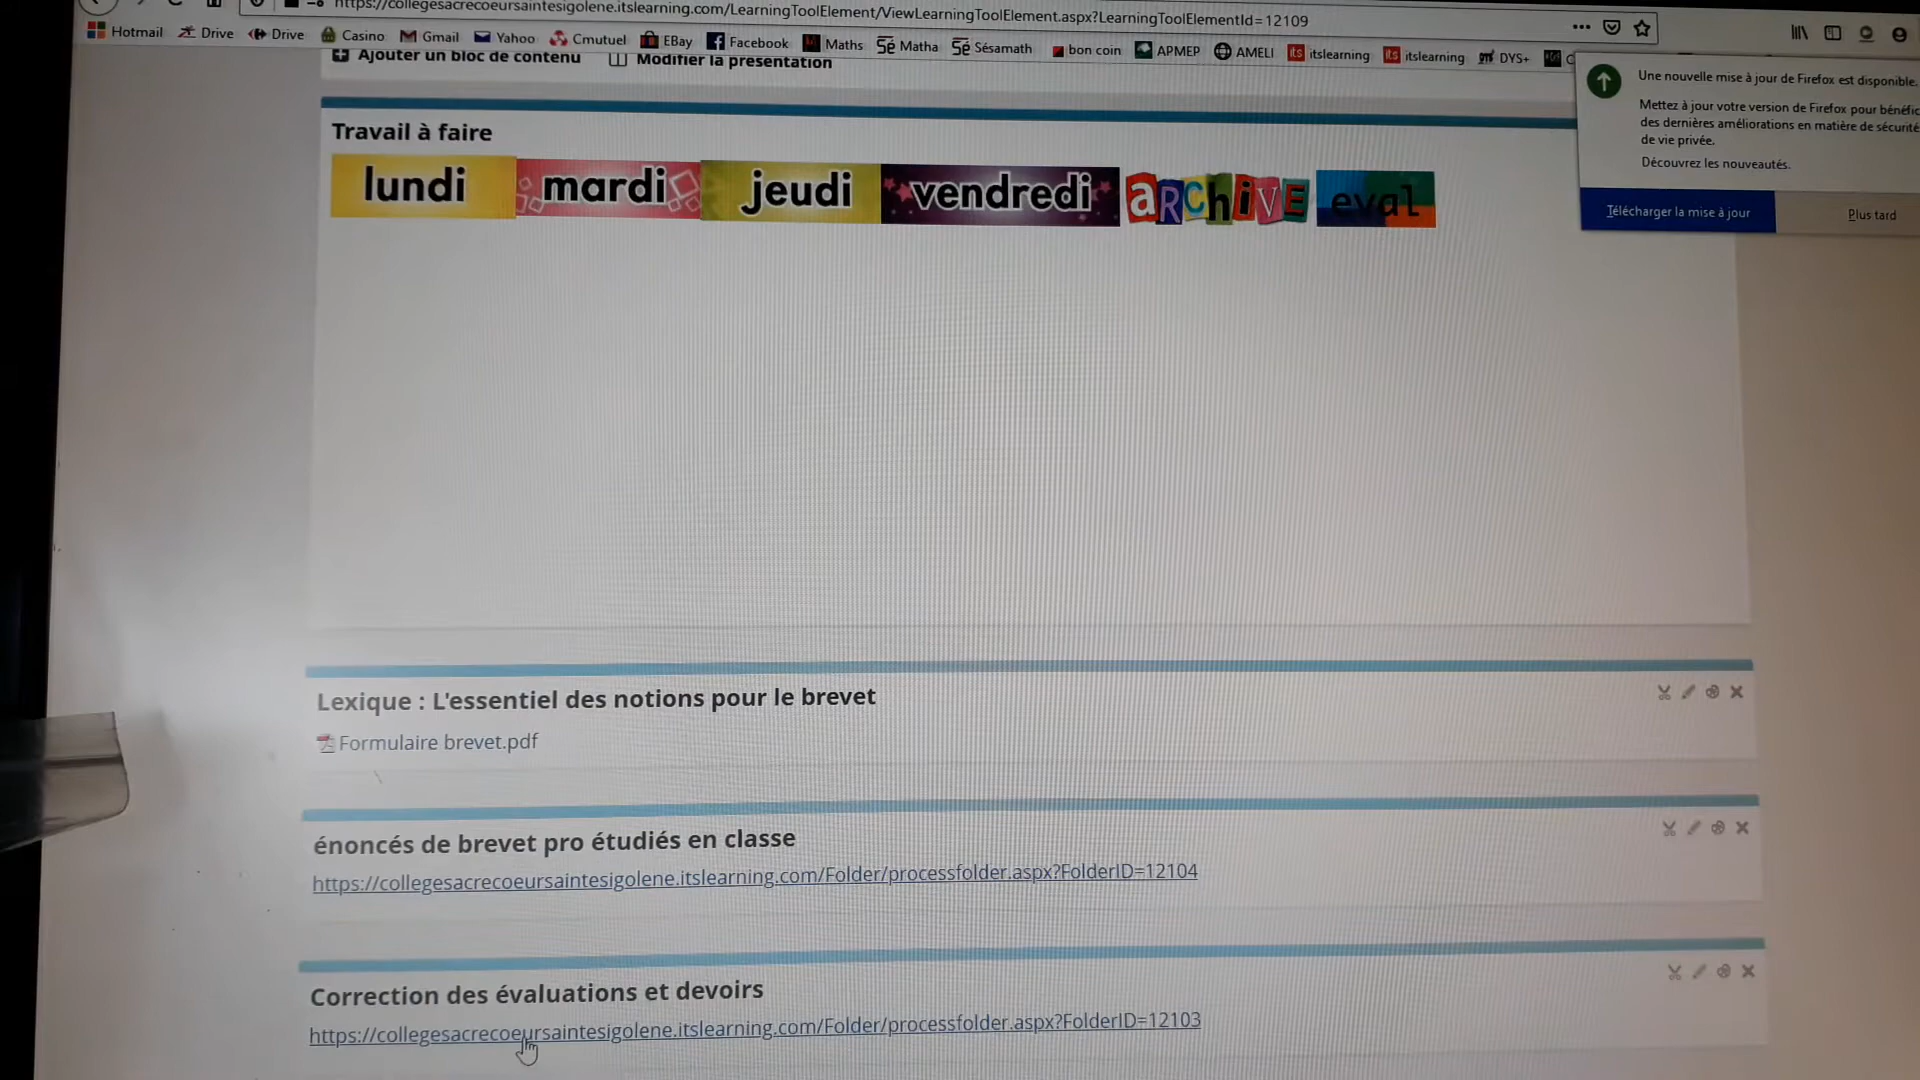 https://collegesacrecoeursaintesigolene.itslearning.com/LearningToolElement/ViewLearningToolElement.aspx?LearningToolElementId=12109
Hotmail Drive Drive Casino Gmail Yahoo Cmutuel EBay Facebook Maths Matha Sésamath bon coin APMEP AMELI itslearning itslearning DYS+
Ajouter un bloc de contenu Modifier la présentation
Une nouvelle mise à jour de Firefox est disponible.
Mettez à jour votre version de Firefox pour bénéfic
des dernières améliorations en matière de sécurité
de vie privée.
Découvrez les nouveautés.
Télécharger la mise à jour Plus tard
Travail à faire
lundi mardi jeudi vendredi aRChiVE eval
Lexique : L'essentiel des notions pour le brevet
Formulaire brevet.pdf
énoncés de brevet pro étudiés en classe
https://collegesacrecoeursaintesigolene.itslearning.com/Folder/processfolder.aspx?FolderID=12104
Correction des évaluations et devoirs
https://collegesacrecoeursaintesigolene.itslearning.com/Folder/processfolder.aspx?FolderID=12103